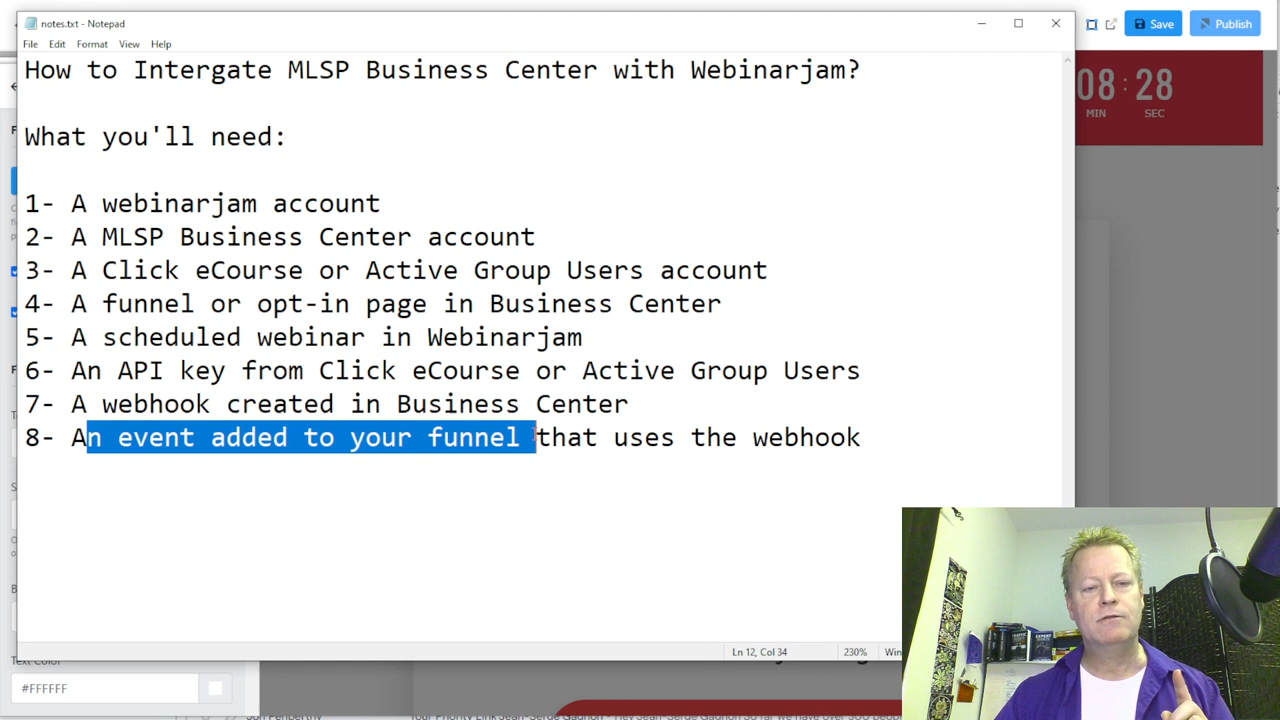 notes.txt - Notepad
Save
Publish
File Edit Format View Help
How to Intergate MLSP Business Center with Webinarjam?
08 : 28
MIN SEC
What you'll need:
1- A webinarjam account
2- A MLSP Business Center account
3- A Click eCourse or Active Group Users account
4- A funnel or opt-in page in Business Center
5- A scheduled webinar in Webinarjam
6- An API key from Click eCourse or Active Group Users
7- A webhook created in Business Center
8- An event added to your funnel that uses the webhook
Ln 12, Col 34 230% Win
Text Color
#FFFFFF